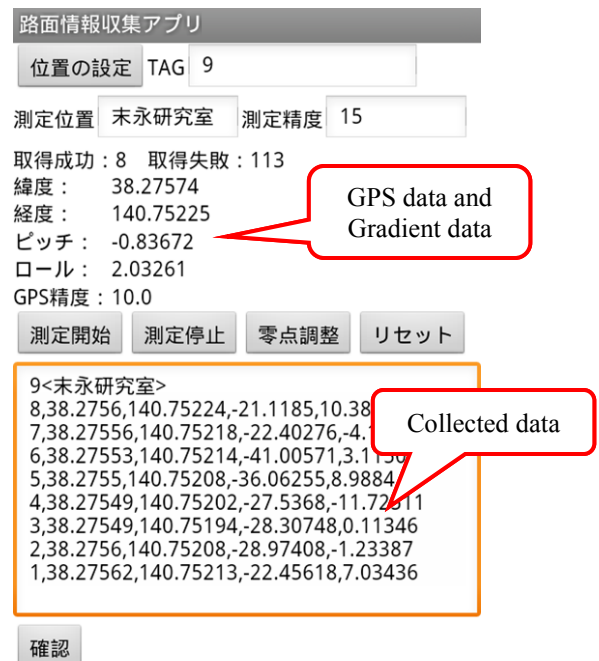 路面情報収集アプリ
位置の設定 TAG 9
測定位置 末永研究室 測定精度 15
取得成功：8 取得失敗：113
緯度： 38.27574
経度： 140.75225
ピッチ： -0.83672
ロール： 2.03261
GPS精度：10.0
GPS data and
Gradient data
測定開始 測定停止 零点調整 リセット
9<末永研究室>
8,38.2756,140.75224,-21.1185,10.38
7,38.27556,140.75218,-22.40276,-4.
6,38.27553,140.75214,-41.00571,3.
5,38.2755,140.75208,-36.06255,8.9884
4,38.27549,140.75202,-27.5368,-11.72
3,38.27549,140.75194,-28.30748,0.11346
2,38.2756,140.75208,-28.97408,-1.23387
1,38.27562,140.75213,-22.45618,7.03436
Collected data
確認